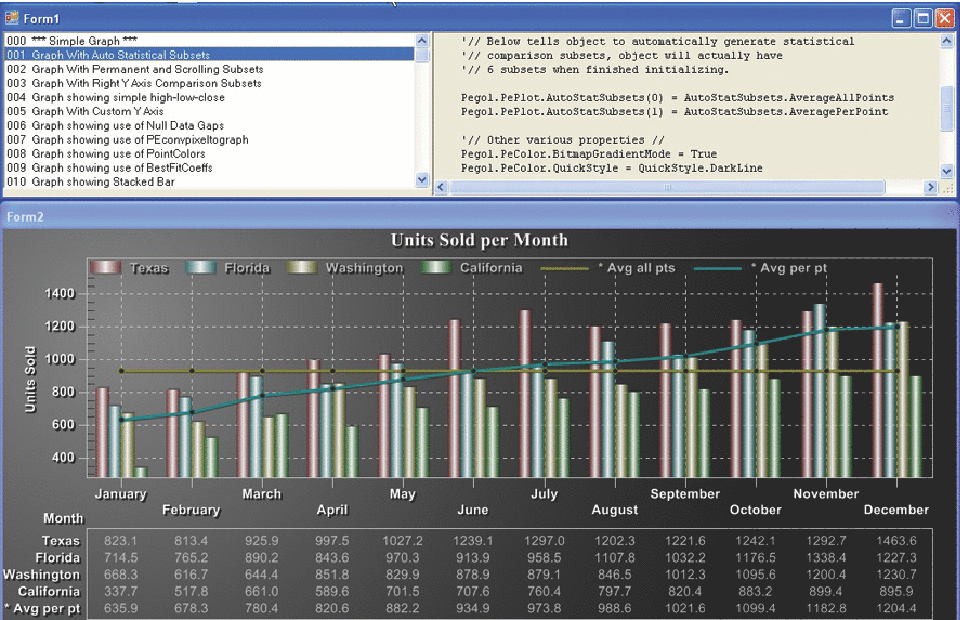 Form1
000 *** Simple Graph ***
001 Graph With Auto Statistical Subsets
002 Graph With Permanent and Scrolling Subsets
003 Graph With Right Y Axis Comparison Subsets
004 Graph showing simple high-low-close
005 Graph With Custom Y Axis
006 Graph showing use of Null Data Gaps
007 Graph showing use of PEconvpixeltograph
008 Graph showing use of PointColors
009 Graph showing use of BestFitCoeffs
010 Graph showing Stacked Bar
'// Below tells object to automatically generate statistical
'// comparison subsets, object will actually have
'// 6 subsets when finished initializing.
Pegol.PePlot.AutoStatSubsets(0) = AutoStatSubsets.AverageAllPoints
Pegol.PePlot.AutoStatSubsets(1) = AutoStatSubsets.AveragePerPoint
'// Other various properties //
Pegol.PeColor.BitmapGradientMode = True
Pegol.PeColor.QuickStyle = QuickStyle.DarkLine
Form2
Units Sold per Month
Texas Florida Washington California * Avg all pts * Avg per pt
Units Sold
1400
1200
1000
800
600
400
January March May July September November
February April June August October December
Month
Texas 823.1 813.4 925.9 997.5 1027.2 1239.1 1297.0 1202.3 1221.6 1242.1 1292.7 1463.6
Florida 714.5 765.2 890.2 843.6 970.3 913.9 958.5 1107.8 1032.2 1176.5 1338.4 1227.3
Washington 668.3 616.7 644.4 851.8 829.9 878.9 879.1 846.5 1012.3 1095.6 1200.4 1230.7
California 337.7 517.8 661.0 589.6 701.5 707.6 760.4 797.7 820.4 883.2 899.4 895.9
* Avg per pt 635.9 678.3 780.4 820.6 882.2 934.9 973.8 988.6 1021.6 1099.4 1182.8 1204.4